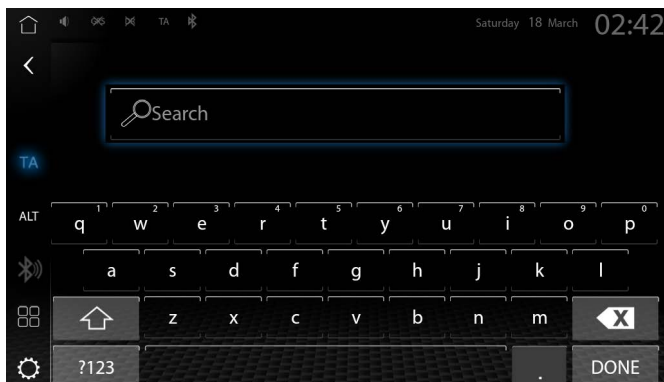 TA Saturday 18 March 02:42
Search
TA
ALT
q 1 w 2 e 3 r 4 t 5 y 6 u 7 i 8 o 9 p 0
a s d f g h j k l
z x c v b n m X
?123 . DONE